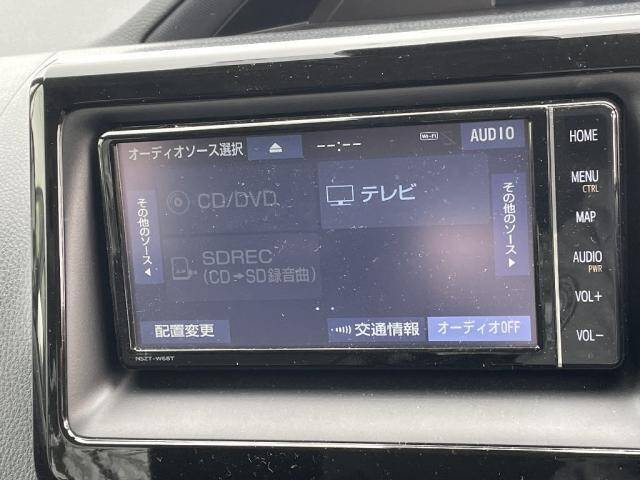 オーディオソース選択
--:--
Wi-Fi
AUDIO
その他のソース
CD/DVD
テレビ
その他のソース
SDREC
(CD→SD録音曲)
配置変更
交通情報
オーディオOFF
NSZT-W68T
HOME
MENU
CTRL
MAP
AUDIO
PWR
VOL+
VOL-